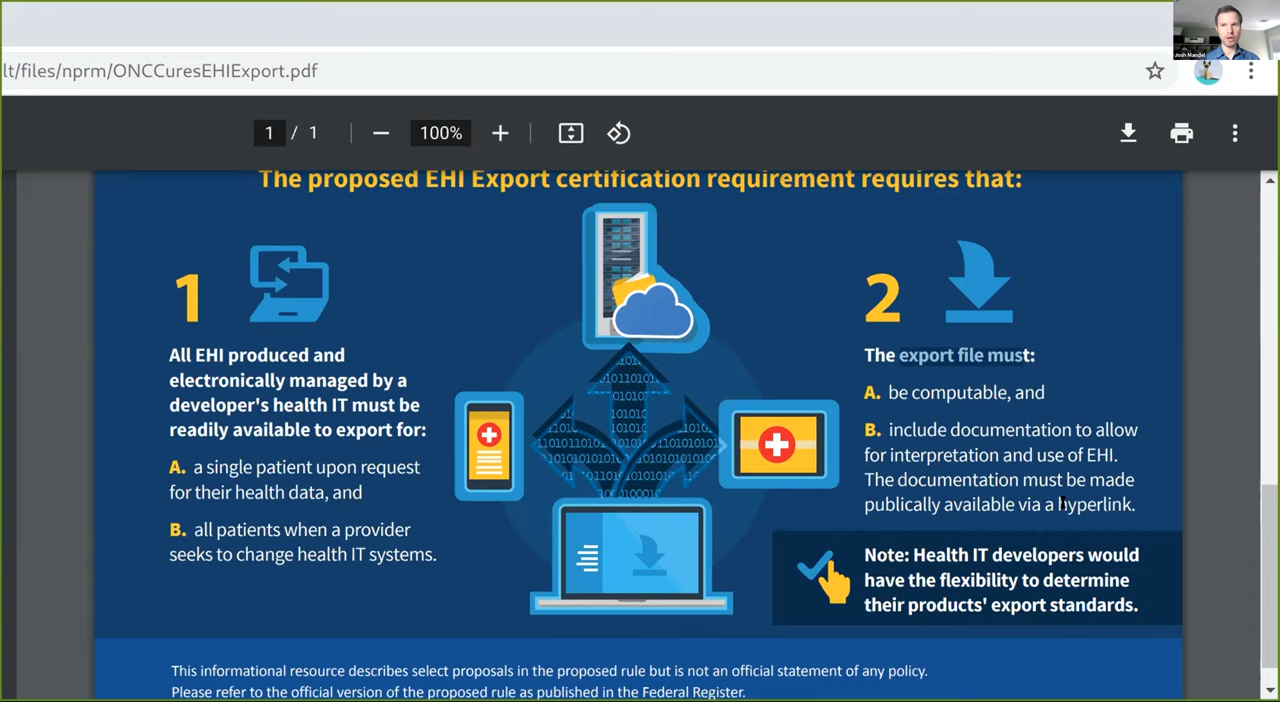 Josh Mandel
lt/files/nprm/ONCCuresEHIExport.pdf
1 / 1
100%
The proposed EHI Export certification requirement requires that:
1
All EHI produced and
electronically managed by a
developer's health IT must be
readily available to export for:
A. a single patient upon request
for their health data, and
B. all patients when a provider
seeks to change health IT systems.
2
The export file must:
A. be computable, and
B. include documentation to allow
for interpretation and use of EHI.
The documentation must be made
publically available via a hyperlink.
Note: Health IT developers would
have the flexibility to determine
their products' export standards.
This informational resource describes select proposals in the proposed rule but is not an official statement of any policy.
Please refer to the official version of the proposed rule as published in the Federal Register.